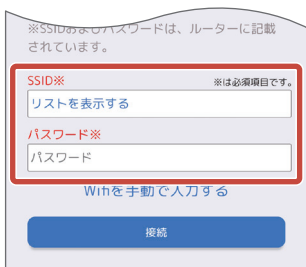 ※SSIDおよびパスワードは、ルーターに記載
されています。
SSID※
※は必須項目です。
リストを表示する
パスワード※
パスワード
Wifiを手動で入力する
接続